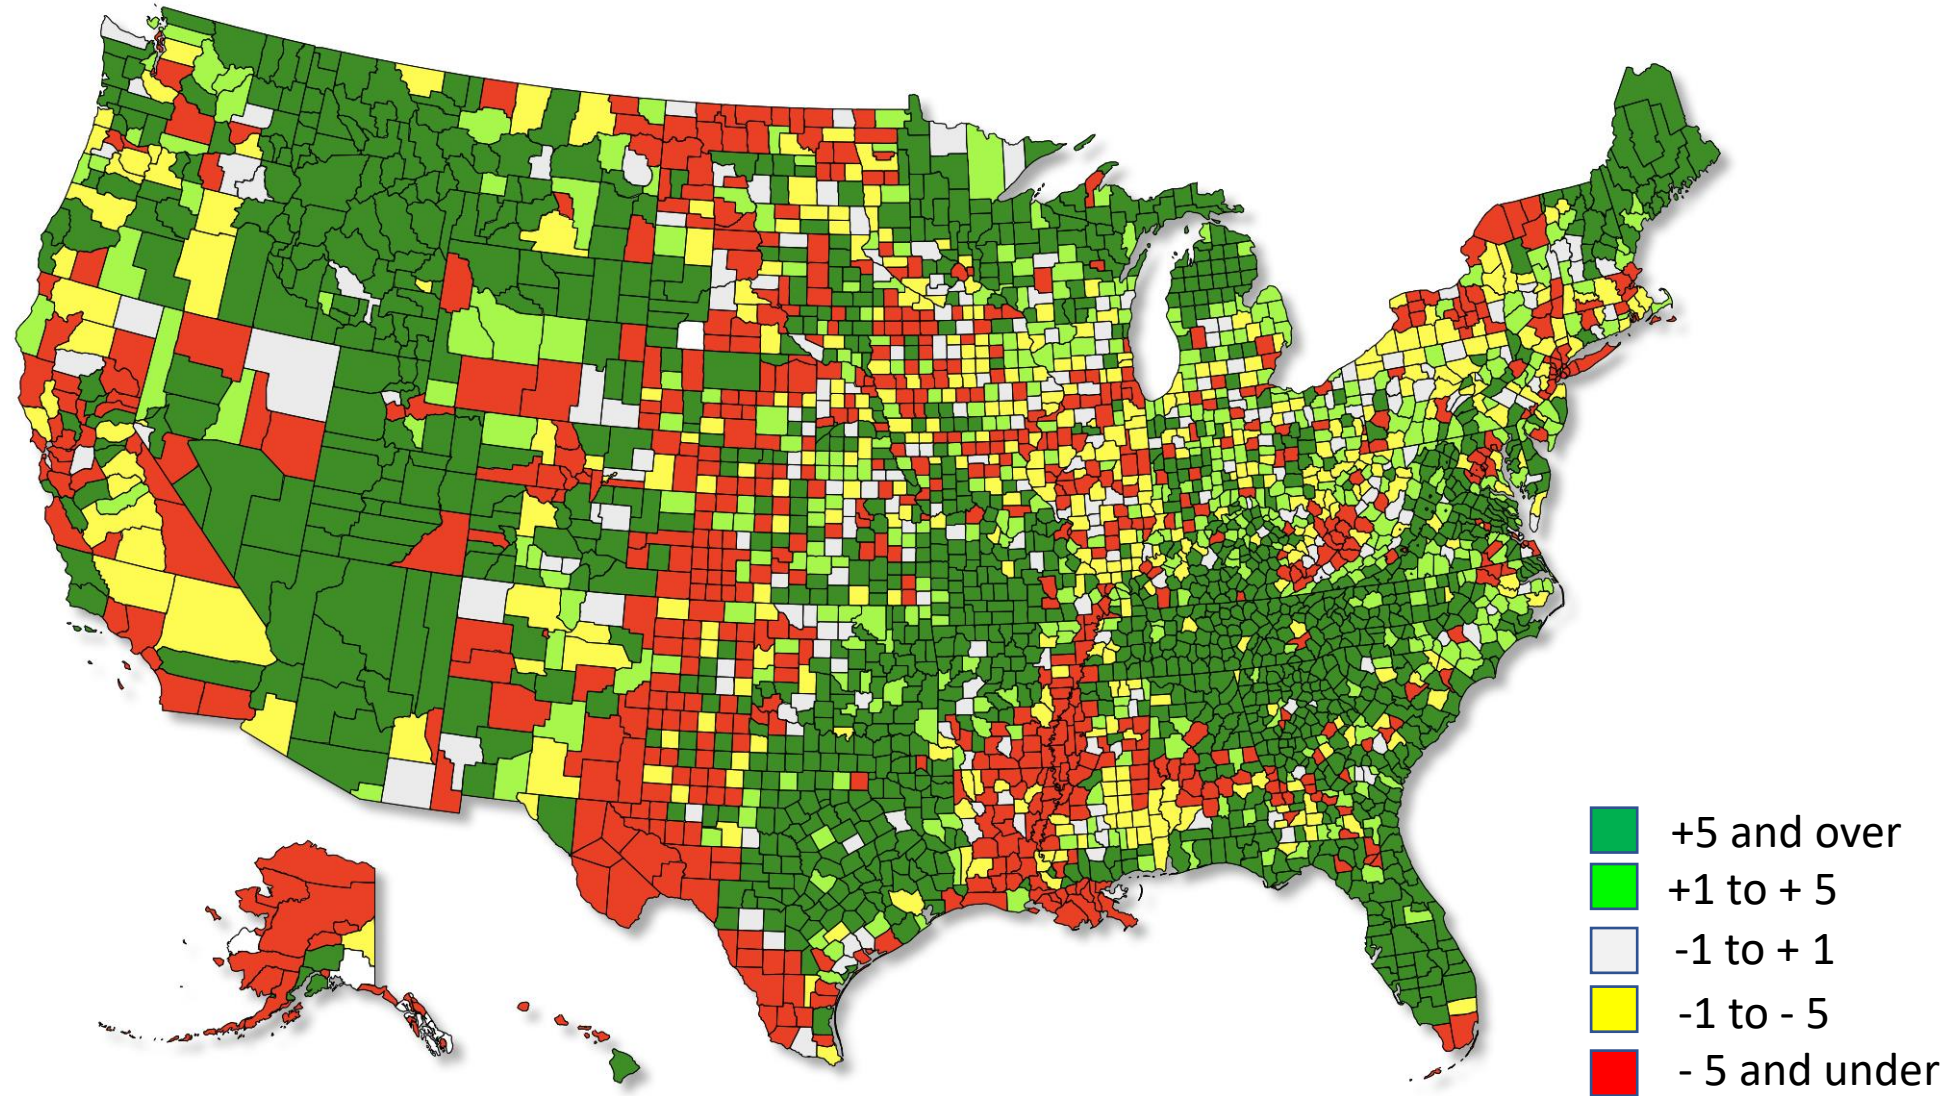 +5 and over
+1 to + 5
-1 to + 1
-1 to - 5
- 5 and under